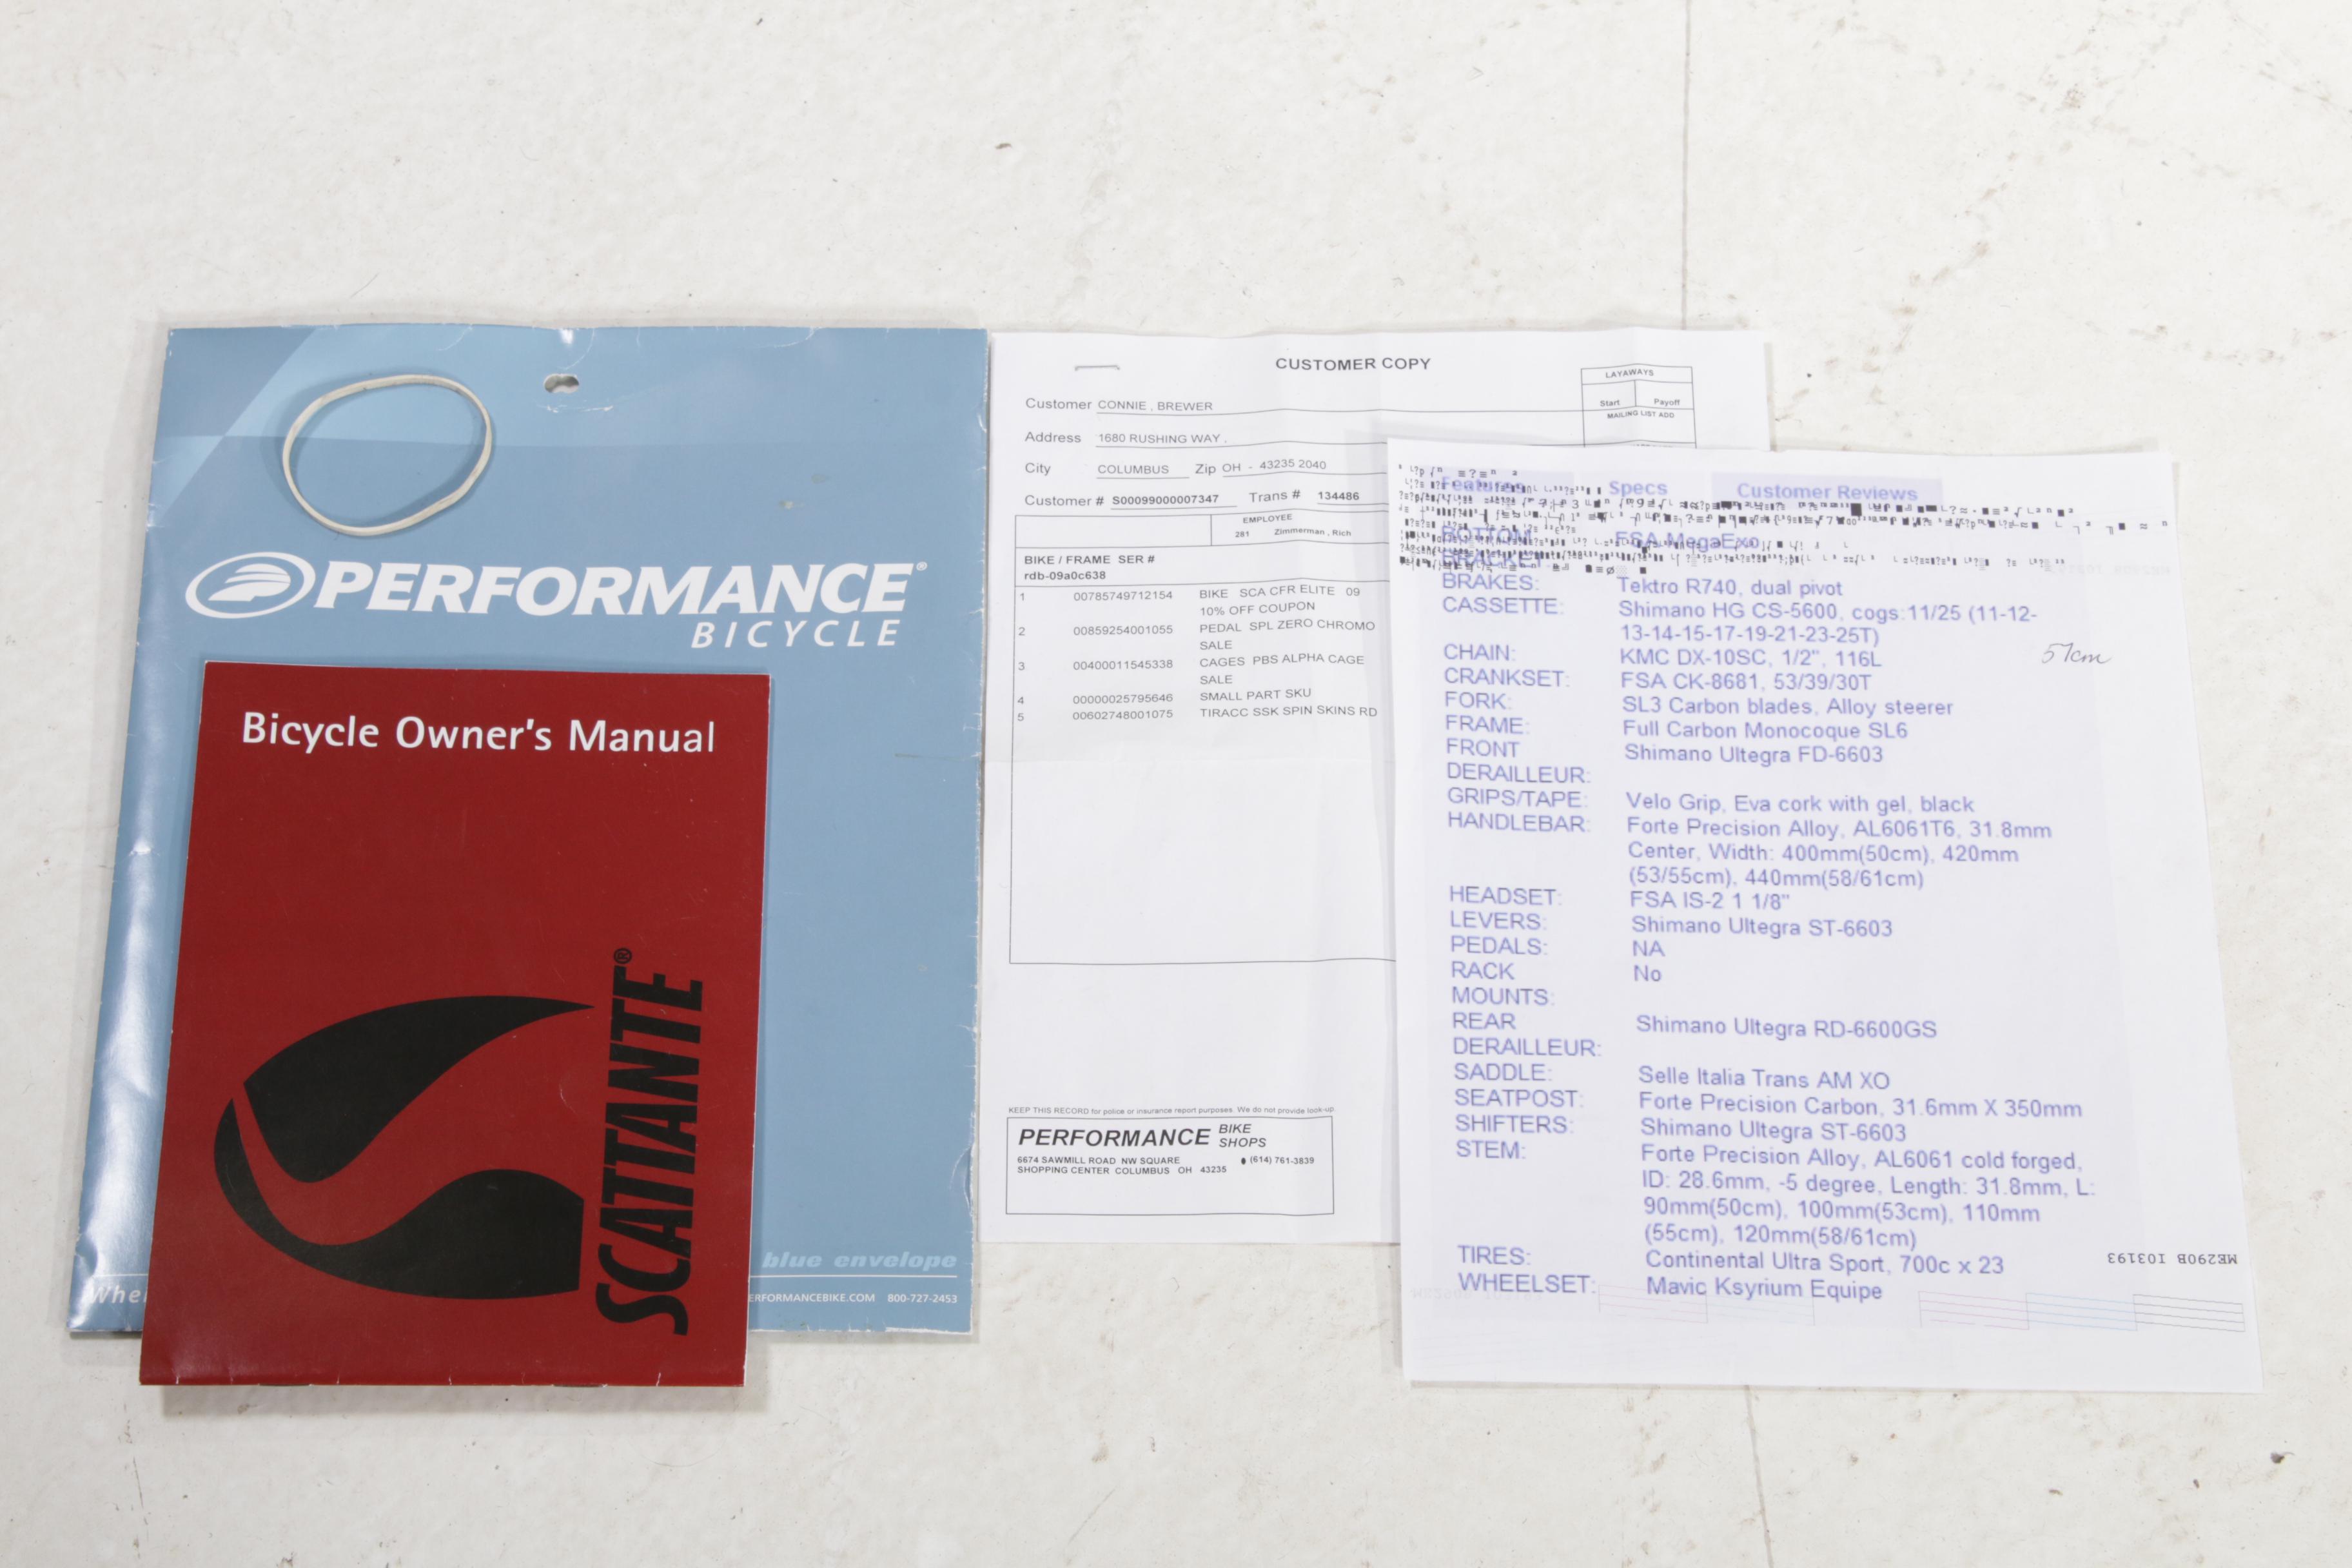 PERFORMANCE®
BICYCLE
blue envelope
Whe
ERFORMANCEBIKE.COM 800-727-2453
Bicycle Owner's Manual
SCATTANTE®
CUSTOMER COPY
LAYAWAYS
Start Payoff
MAILING LIST ADD
Customer CONNIE , BREWER
Address 1680 RUSHING WAY ,
City COLUMBUS Zip OH - 43235 2040
Customer # S00099000007347 Trans # 134486
EMPLOYEE
281 Zimmerman , Rich
BIKE / FRAME SER #
rdb-09a0c638
1 00785749712154 BIKE SCA CFR ELITE 09
10% OFF COUPON
2 00859254001055 PEDAL SPL ZERO CHROMO
SALE
3 00400011545338 CAGES PBS ALPHA CAGE
SALE
4 00000025795646 SMALL PART SKU
5 00602748001075 TIRACC SSK SPIN SKINS RD
KEEP THIS RECORD for police or insurance report purposes. We do not provide look-up
PERFORMANCE BIKE SHOPS
6674 SAWMILL ROAD NW SQUARE • (614) 761-3839
SHOPPING CENTER COLUMBUS OH 43235
Features Specs Customer Reviews
BOTTOM FSA MegaExo
BRACKET
BRAKES: Tektro R740, dual pivot
CASSETTE: Shimano HG CS-5600, cogs:11/25 (11-12-
13-14-15-17-19-21-23-25T)
CHAIN: KMC DX-10SC, 1/2", 116L
57cm
CRANKSET: FSA CK-8681, 53/39/30T
FORK: SL3 Carbon blades, Alloy steerer
FRAME: Full Carbon Monocoque SL6
FRONT Shimano Ultegra FD-6603
DERAILLEUR:
GRIPS/TAPE: Velo Grip, Eva cork with gel, black
HANDLEBAR: Forte Precision Alloy, AL6061T6, 31.8mm
Center, Width: 400mm(50cm), 420mm
(53/55cm), 440mm(58/61cm)
HEADSET: FSA IS-2 1 1/8"
LEVERS: Shimano Ultegra ST-6603
PEDALS: NA
RACK No
MOUNTS:
REAR Shimano Ultegra RD-6600GS
DERAILLEUR:
SADDLE: Selle Italia Trans AM XO
SEATPOST: Forte Precision Carbon, 31.6mm X 350mm
SHIFTERS: Shimano Ultegra ST-6603
STEM: Forte Precision Alloy, AL6061 cold forged,
ID: 28.6mm, -5 degree, Length: 31.8mm, L:
90mm(50cm), 100mm(53cm), 110mm
(55cm), 120mm(58/61cm)
TIRES: Continental Ultra Sport, 700c x 23
WHEELSET: Mavic Ksyrium Equipe
ME290B I03193